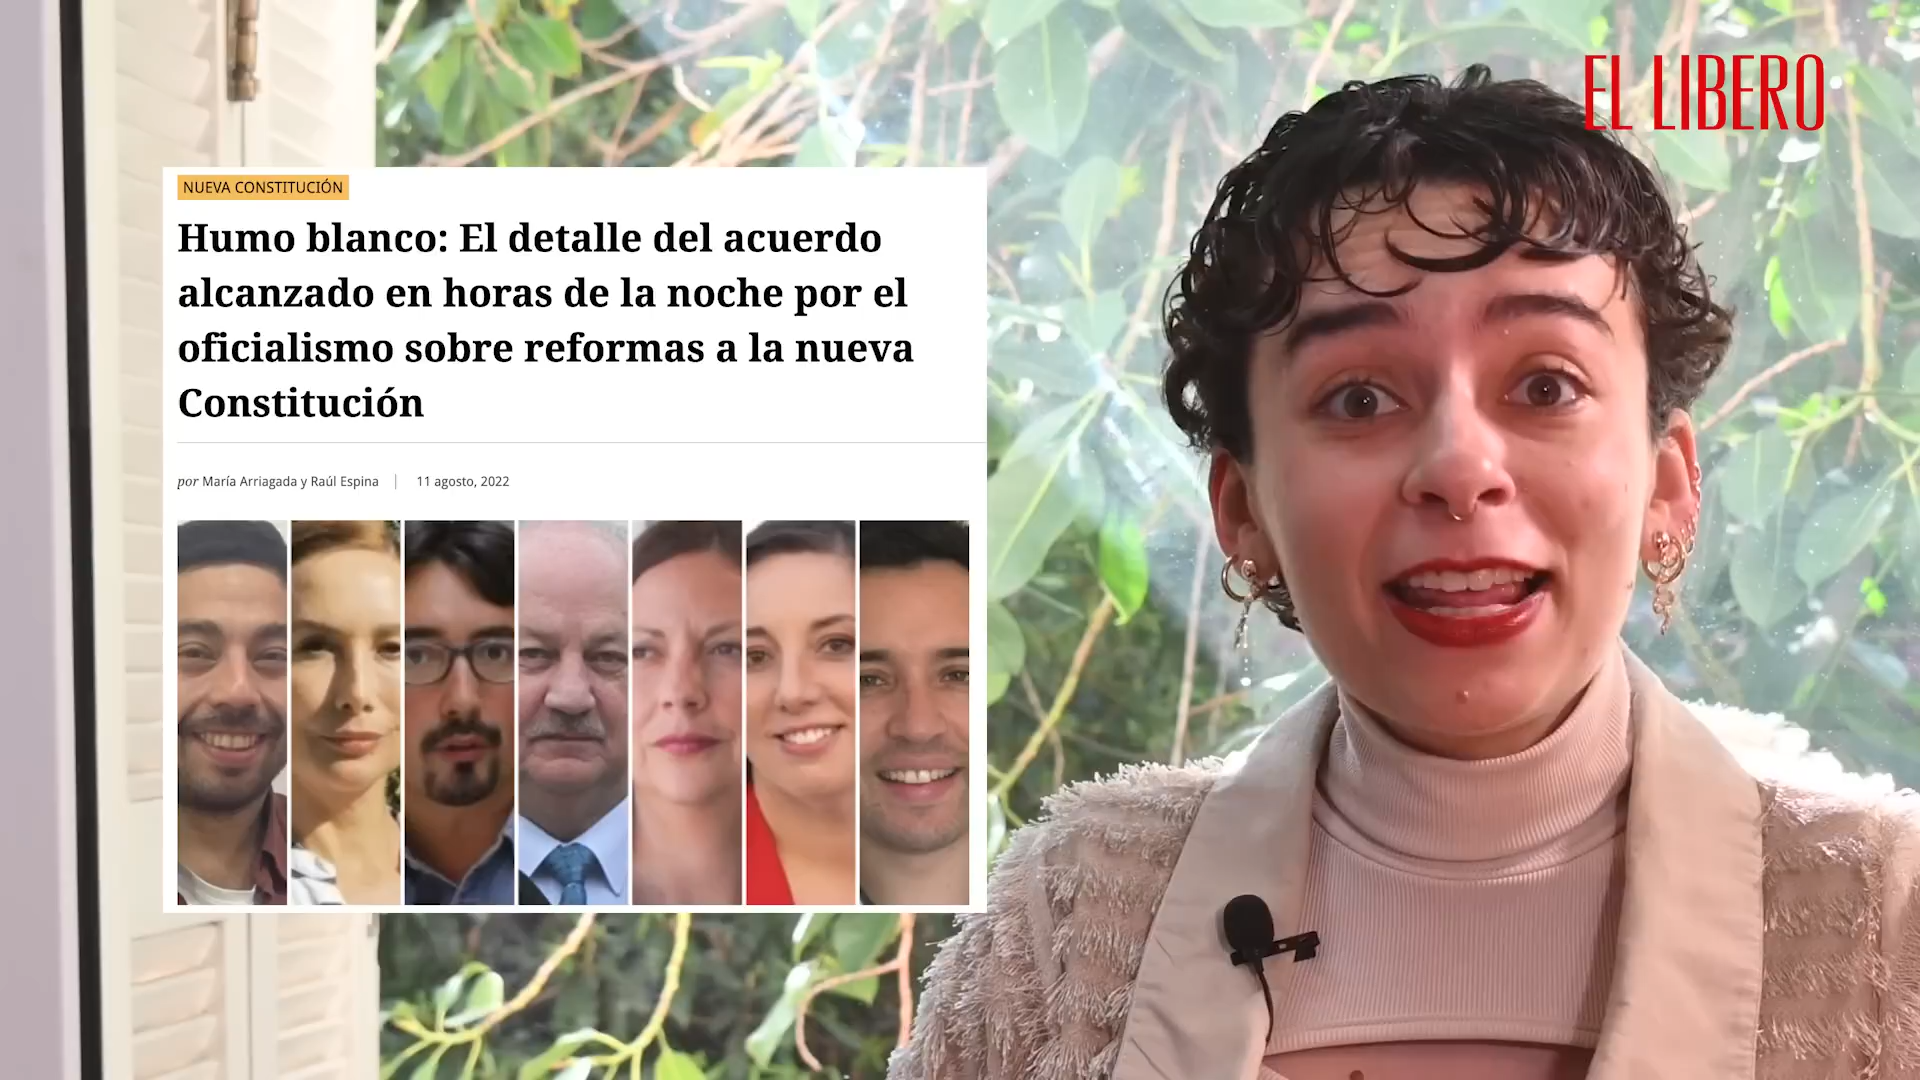 EL LIBERO
NUEVA CONSTITUCIÓN
Humo blanco: El detalle del acuerdo
alcanzado en horas de la noche por el
oficialismo sobre reformas a la nueva
Constitución
por María Arriagada y Raúl Espina | 11 agosto, 2022